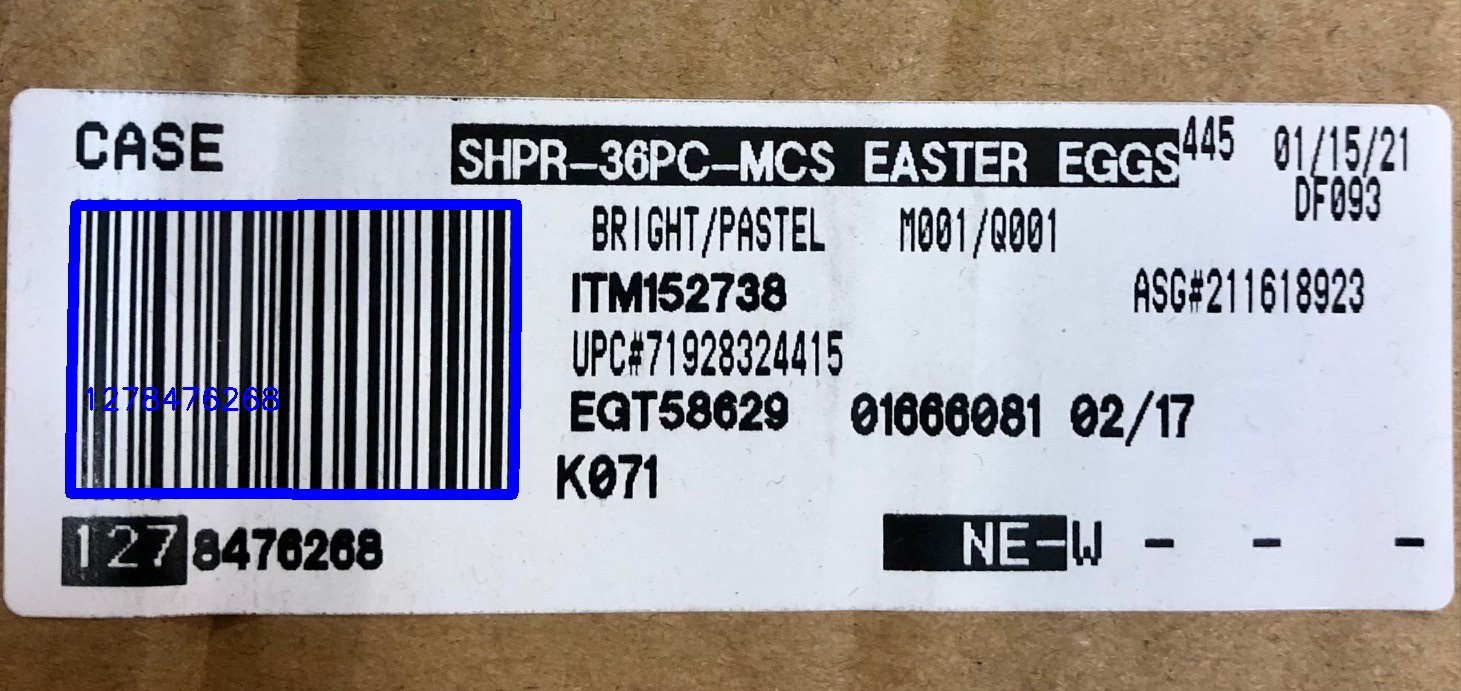 CASE
SHPR-36PC-MCS EASTER EGGS 445 01/15/21
DF093
BRIGHT/PASTEL M001/Q001
ITM152738 ASG#211618923
UPC#71928324415
1278476268
EGT58629 01666081 02/17
K071
1278476268
NE-W - - -